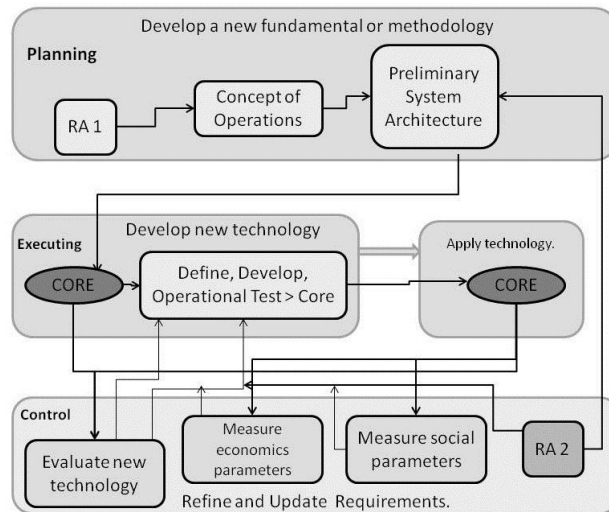 Develop a new fundamental or methodology
Planning
RA 1
Concept of
Operations
Preliminary
System
Architecture
Develop new technology
Executing
CORE
Define, Develop,
Operational Test > Core
Apply technology.
CORE
Control
Evaluate new
technology
Measure
economics
parameters
Measure social
parameters
RA 2
Refine and Update Requirements.